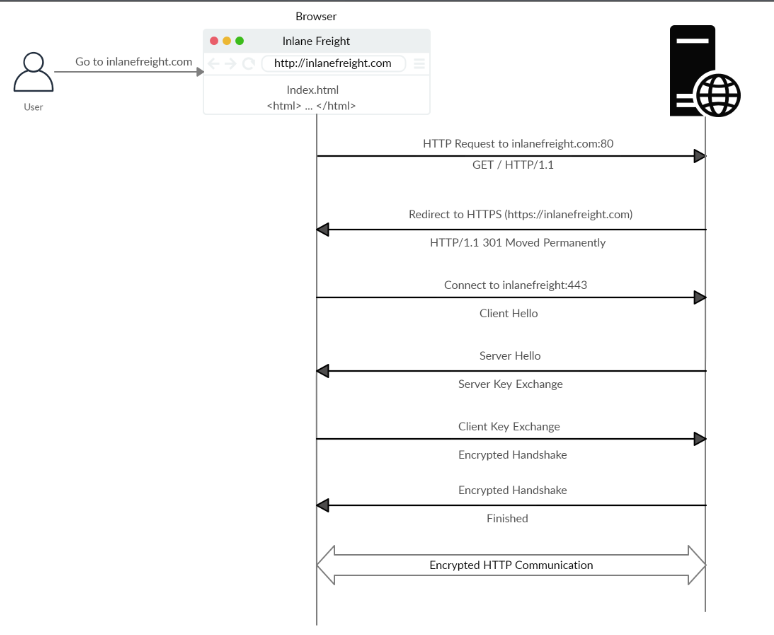 Browser
Inlane Freight
Go to inlanefreight.com
http://inlanefreight.com
Index.html
<html> ... </html>
User
HTTP Request to inlanefreight.com:80
GET / HTTP/1.1
Redirect to HTTPS (https://inlanefreight.com)
HTTP/1.1 301 Moved Permanently
Connect to inlanefreight:443
Client Hello
Server Hello
Server Key Exchange
Client Key Exchange
Encrypted Handshake
Encrypted Handshake
Finished
Encrypted HTTP Communication